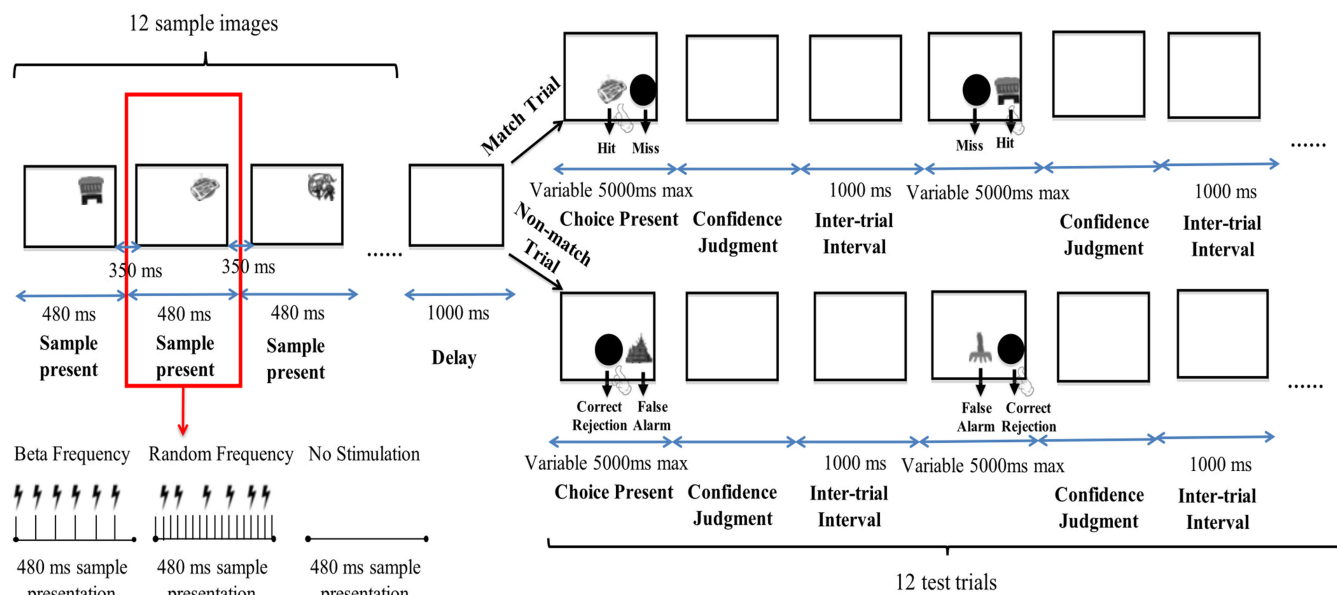 12 sample images
350 ms
350 ms
480 ms
480 ms
480 ms
Sample
present
Sample
present
Sample
present
......
1000 ms
Delay
Match Trial
Non-match
Trial
Hit
Miss
Miss
Hit
......
Variable 5000ms max
1000 ms
Variable 5000ms max
1000 ms
Choice Present
Confidence
Judgment
Inter-trial
Interval
Confidence
Judgment
Inter-trial
Interval
Correct
Rejection
False
Alarm
False
Alarm
Correct
Rejection
......
Variable 5000ms max
1000 ms
Variable 5000ms max
1000 ms
Choice Present
Confidence
Judgment
Inter-trial
Interval
Confidence
Judgment
Inter-trial
Interval
12 test trials
Beta Frequency
Random Frequency
No Stimulation
480 ms sample
presentation
480 ms sample
presentation
480 ms sample
presentation